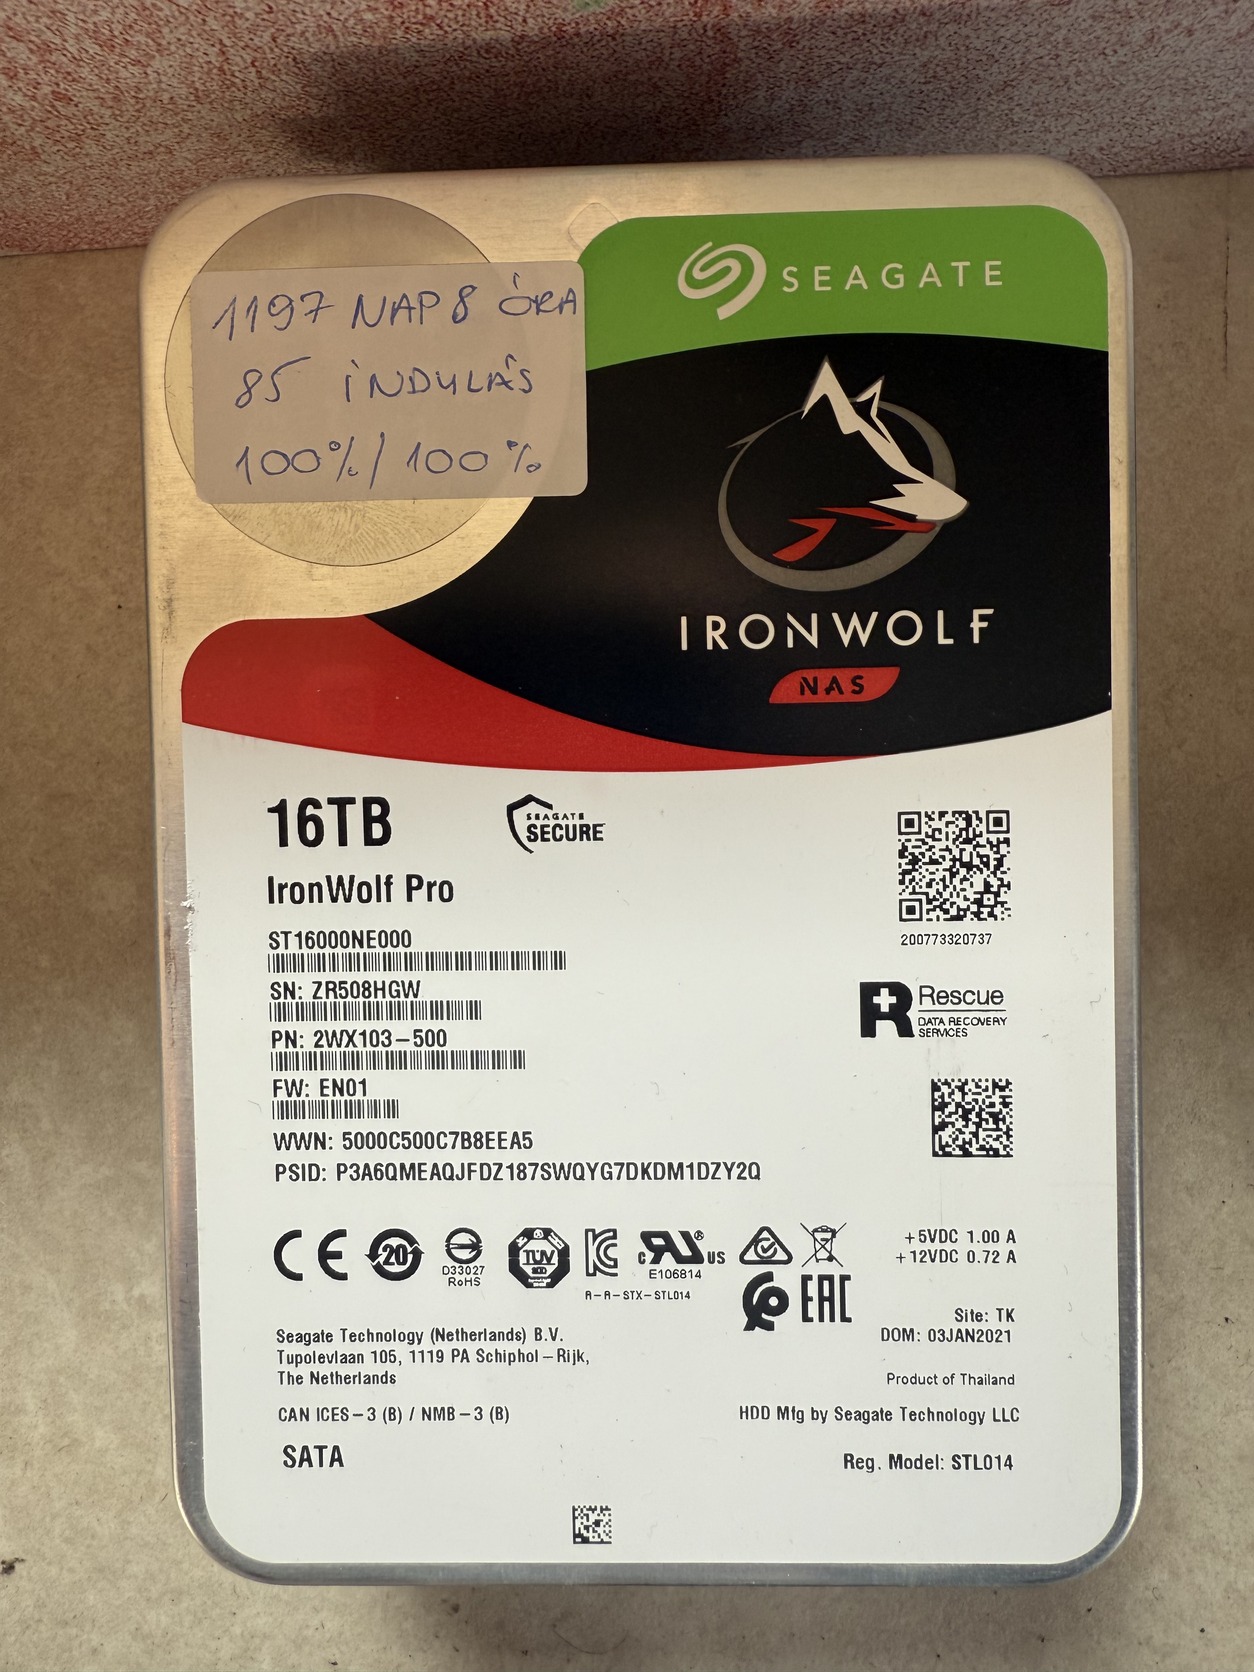 1197 NAP 8 ÓRA
85 INDULÁS
100%/100%
SEAGATE
IRONWOLF
NAS
16TB
SEAGATE
SECURE
IronWolf Pro
ST16000NE000
200773320737
SN: ZR508HGW
Rescue
DATA RECOVERY
SERVICES
PN: 2WX103-500
FW: EN01
WWN: 5000C500C7B8EEA5
PSID: P3A6QMEAQJFDZ187SWQYG7DKDM1DZY2Q
CE
20
D33027
RoHS
TÜV
c RU US
E106814
R-R-STX-STL014
EAC
+5VDC 1.00 A
+12VDC 0.72 A
Site: TK
DOM: 03JAN2021
Seagate Technology (Netherlands) B.V.
Tupolevlaan 105, 1119 PA Schiphol-Rijk,
The Netherlands
Product of Thailand
CAN ICES-3 (B) / NMB-3 (B)
HDD Mfg by Seagate Technology LLC
SATA
Reg. Model: STL014